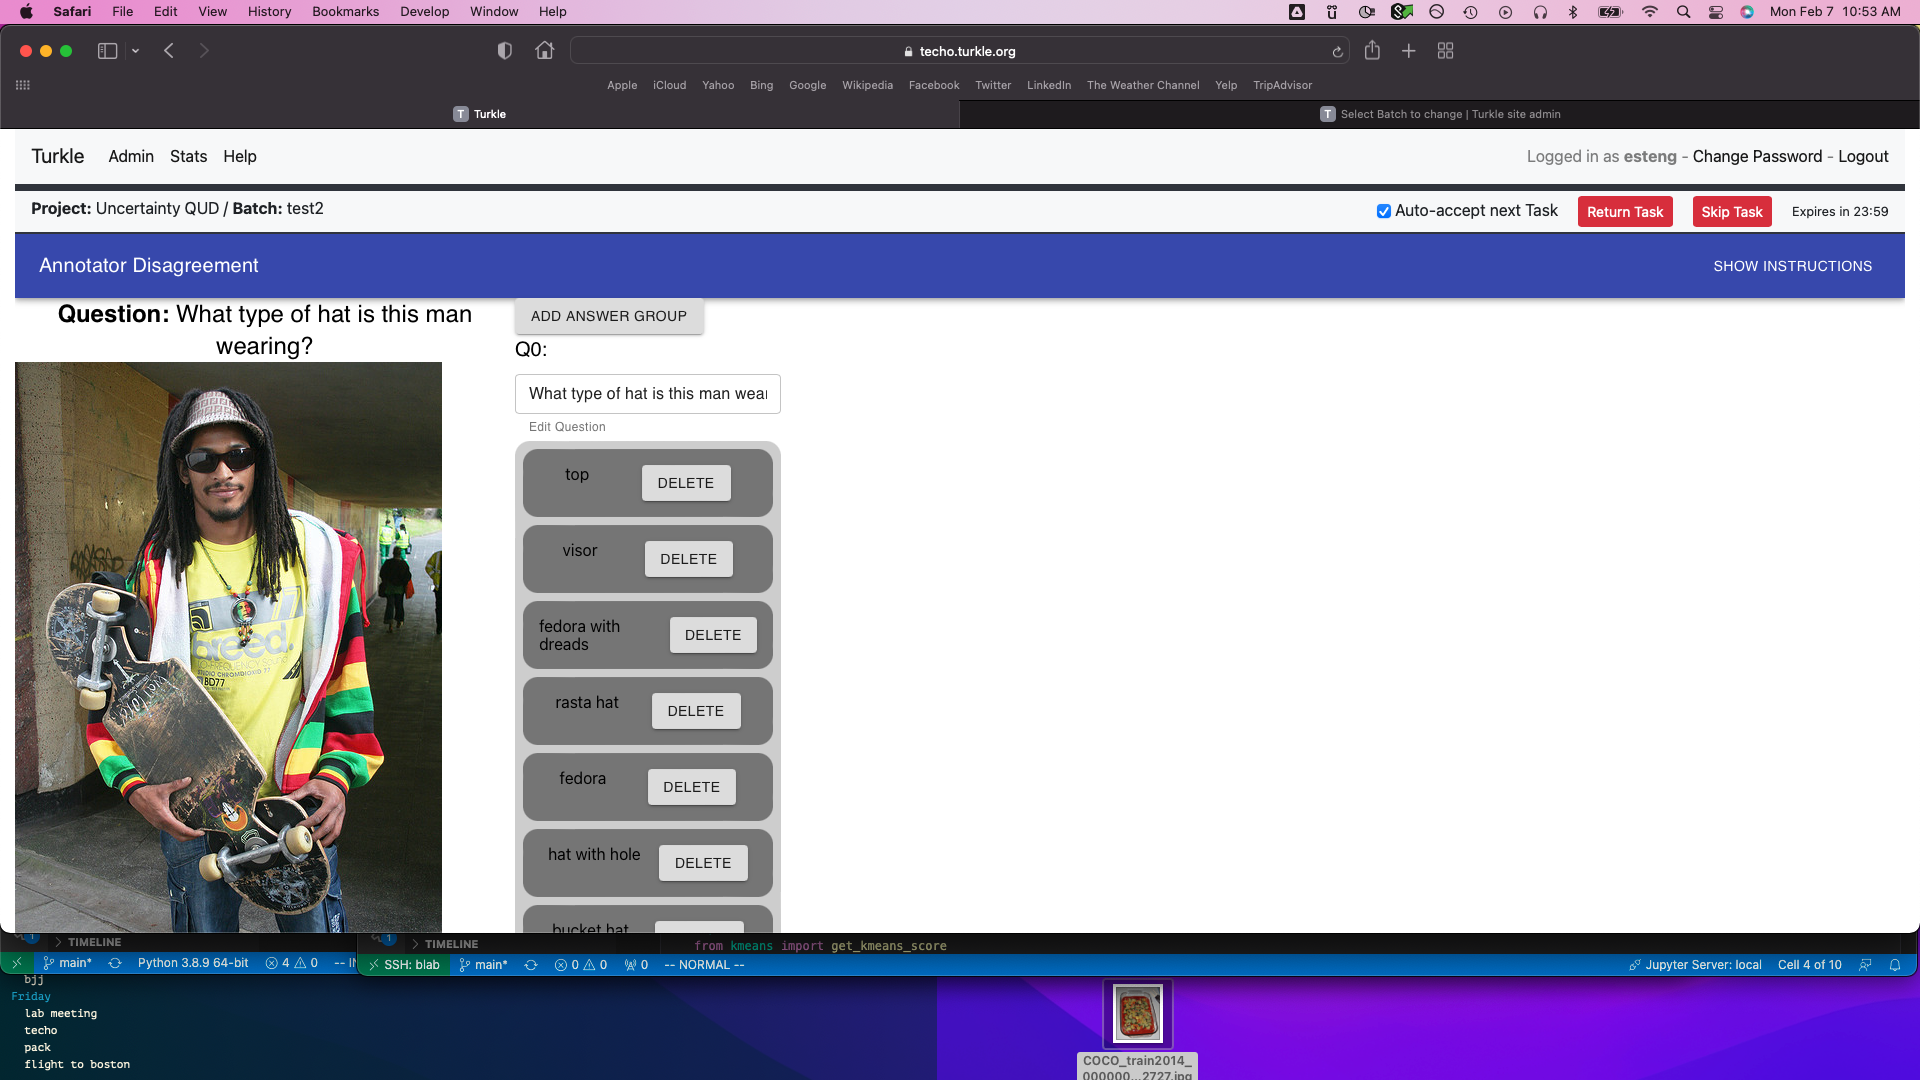 Safari File Edit View History Bookmarks Develop Window Help
Mon Feb 7 10:53 AM
techo.turkle.org
Apple iCloud Yahoo Bing Google Wikipedia Facebook Twitter LinkedIn The Weather Channel Yelp TripAdvisor
T Turkle
T Select Batch to change | Turkle site admin
Turkle Admin Stats Help
Logged in as esteng - Change Password - Logout
Project: Uncertainty QUD / Batch: test2
Auto-accept next Task Return Task Skip Task Expires in 23:59
Annotator Disagreement
SHOW INSTRUCTIONS
Question: What type of hat is this man
wearing?
ADD ANSWER GROUP
Q0:
What type of hat is this man wear
Edit Question
top DELETE
visor DELETE
fedora with
dreads
DELETE
rasta hat DELETE
fedora DELETE
hat with hole DELETE
bucket hat
breed.
BD77
1 TIMELINE
1 TIMELINE
from kmeans import get_kmeans_score
main* Python 3.8.9 64-bit 4 0 -- IN
SSH: blab main* 0 0 0 -- NORMAL --
Jupyter Server: local Cell 4 of 10
bjj
Friday
lab meeting
techo
pack
flight to boston
COCO_train2014_
000000...2727.jpg